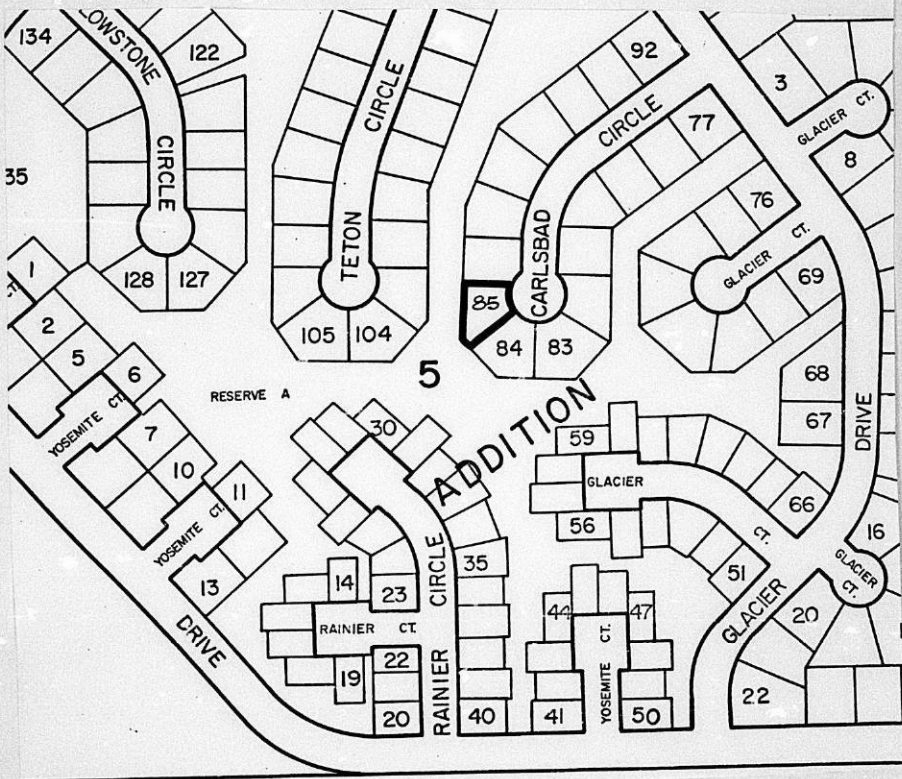 134
LOWSTONE
CIRCLE
122
35
128
127
TETON
CIRCLE
105
104
92
CARLSBAD
CIRCLE
77
85
84
83
3
GLACIER CT.
8
76
GLACIER CT.
69
68
67
DRIVE
5
ADDITION
RESERVE A
1
CT.
2
5
6
YOSEMITE CT.
7
10
11
YOSEMITE CT.
13
DRIVE
30
14
23
35
RAINIER CT.
22
19
20
RAINIER CIRCLE
40
59
GLACIER CT.
56
66
51
16
GLACIER CT.
GLACIER
20
22
44
47
YOSEMITE CT.
41
50